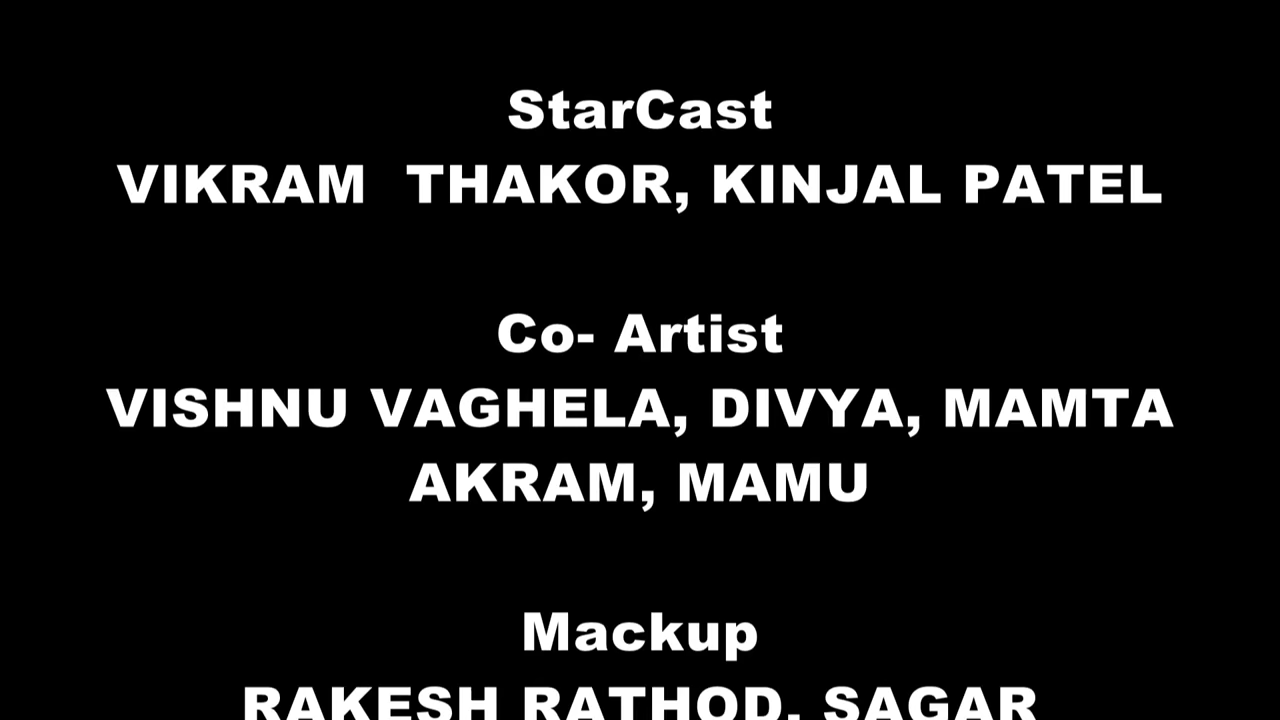 StarCast
VIKRAM  THAKOR, KINJAL PATEL
Co- Artist
VISHNU VAGHELA, DIVYA, MAMTA
AKRAM, MAMU
Mackup
RAKESH RATHOD, SAGAR